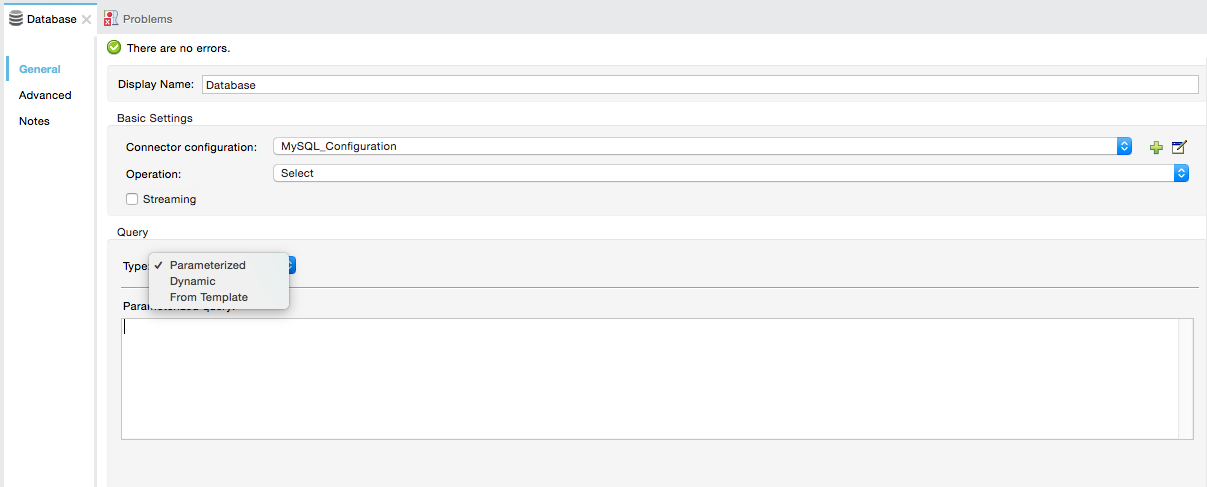 Database
Problems
There are no errors.
General
Advanced
Notes
Display Name: Database
Basic Settings
Connector configuration: MySQL_Configuration
Operation: Select
Streaming
Query
Type:
Parameterized
Dynamic
From Template